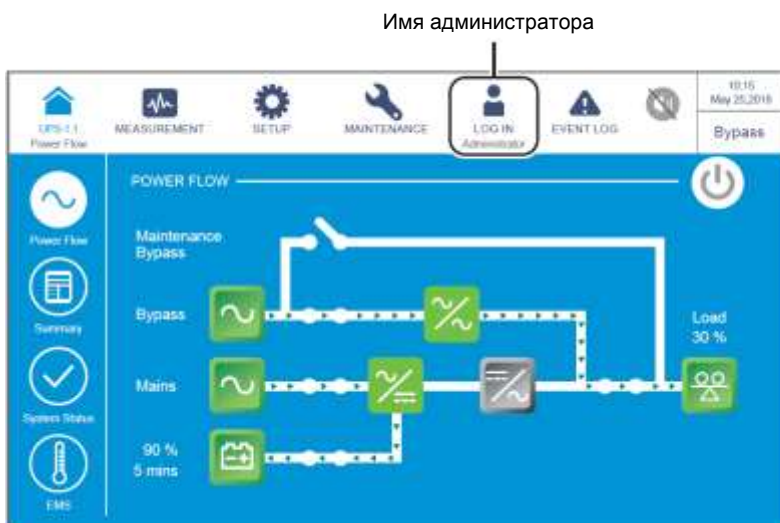 Имя администратора
10:15
May 25,2018
UPS-1.1
Power Flow
MEASUREMENT
SETUP
MAINTENANCE
LOG IN
Administrator
EVENT LOG
Bypass
POWER FLOW
Power Flow
Maintenance
Bypass
Summary
Bypass
Load
30 %
Mains
System Status
90 %
5 mins
EMS